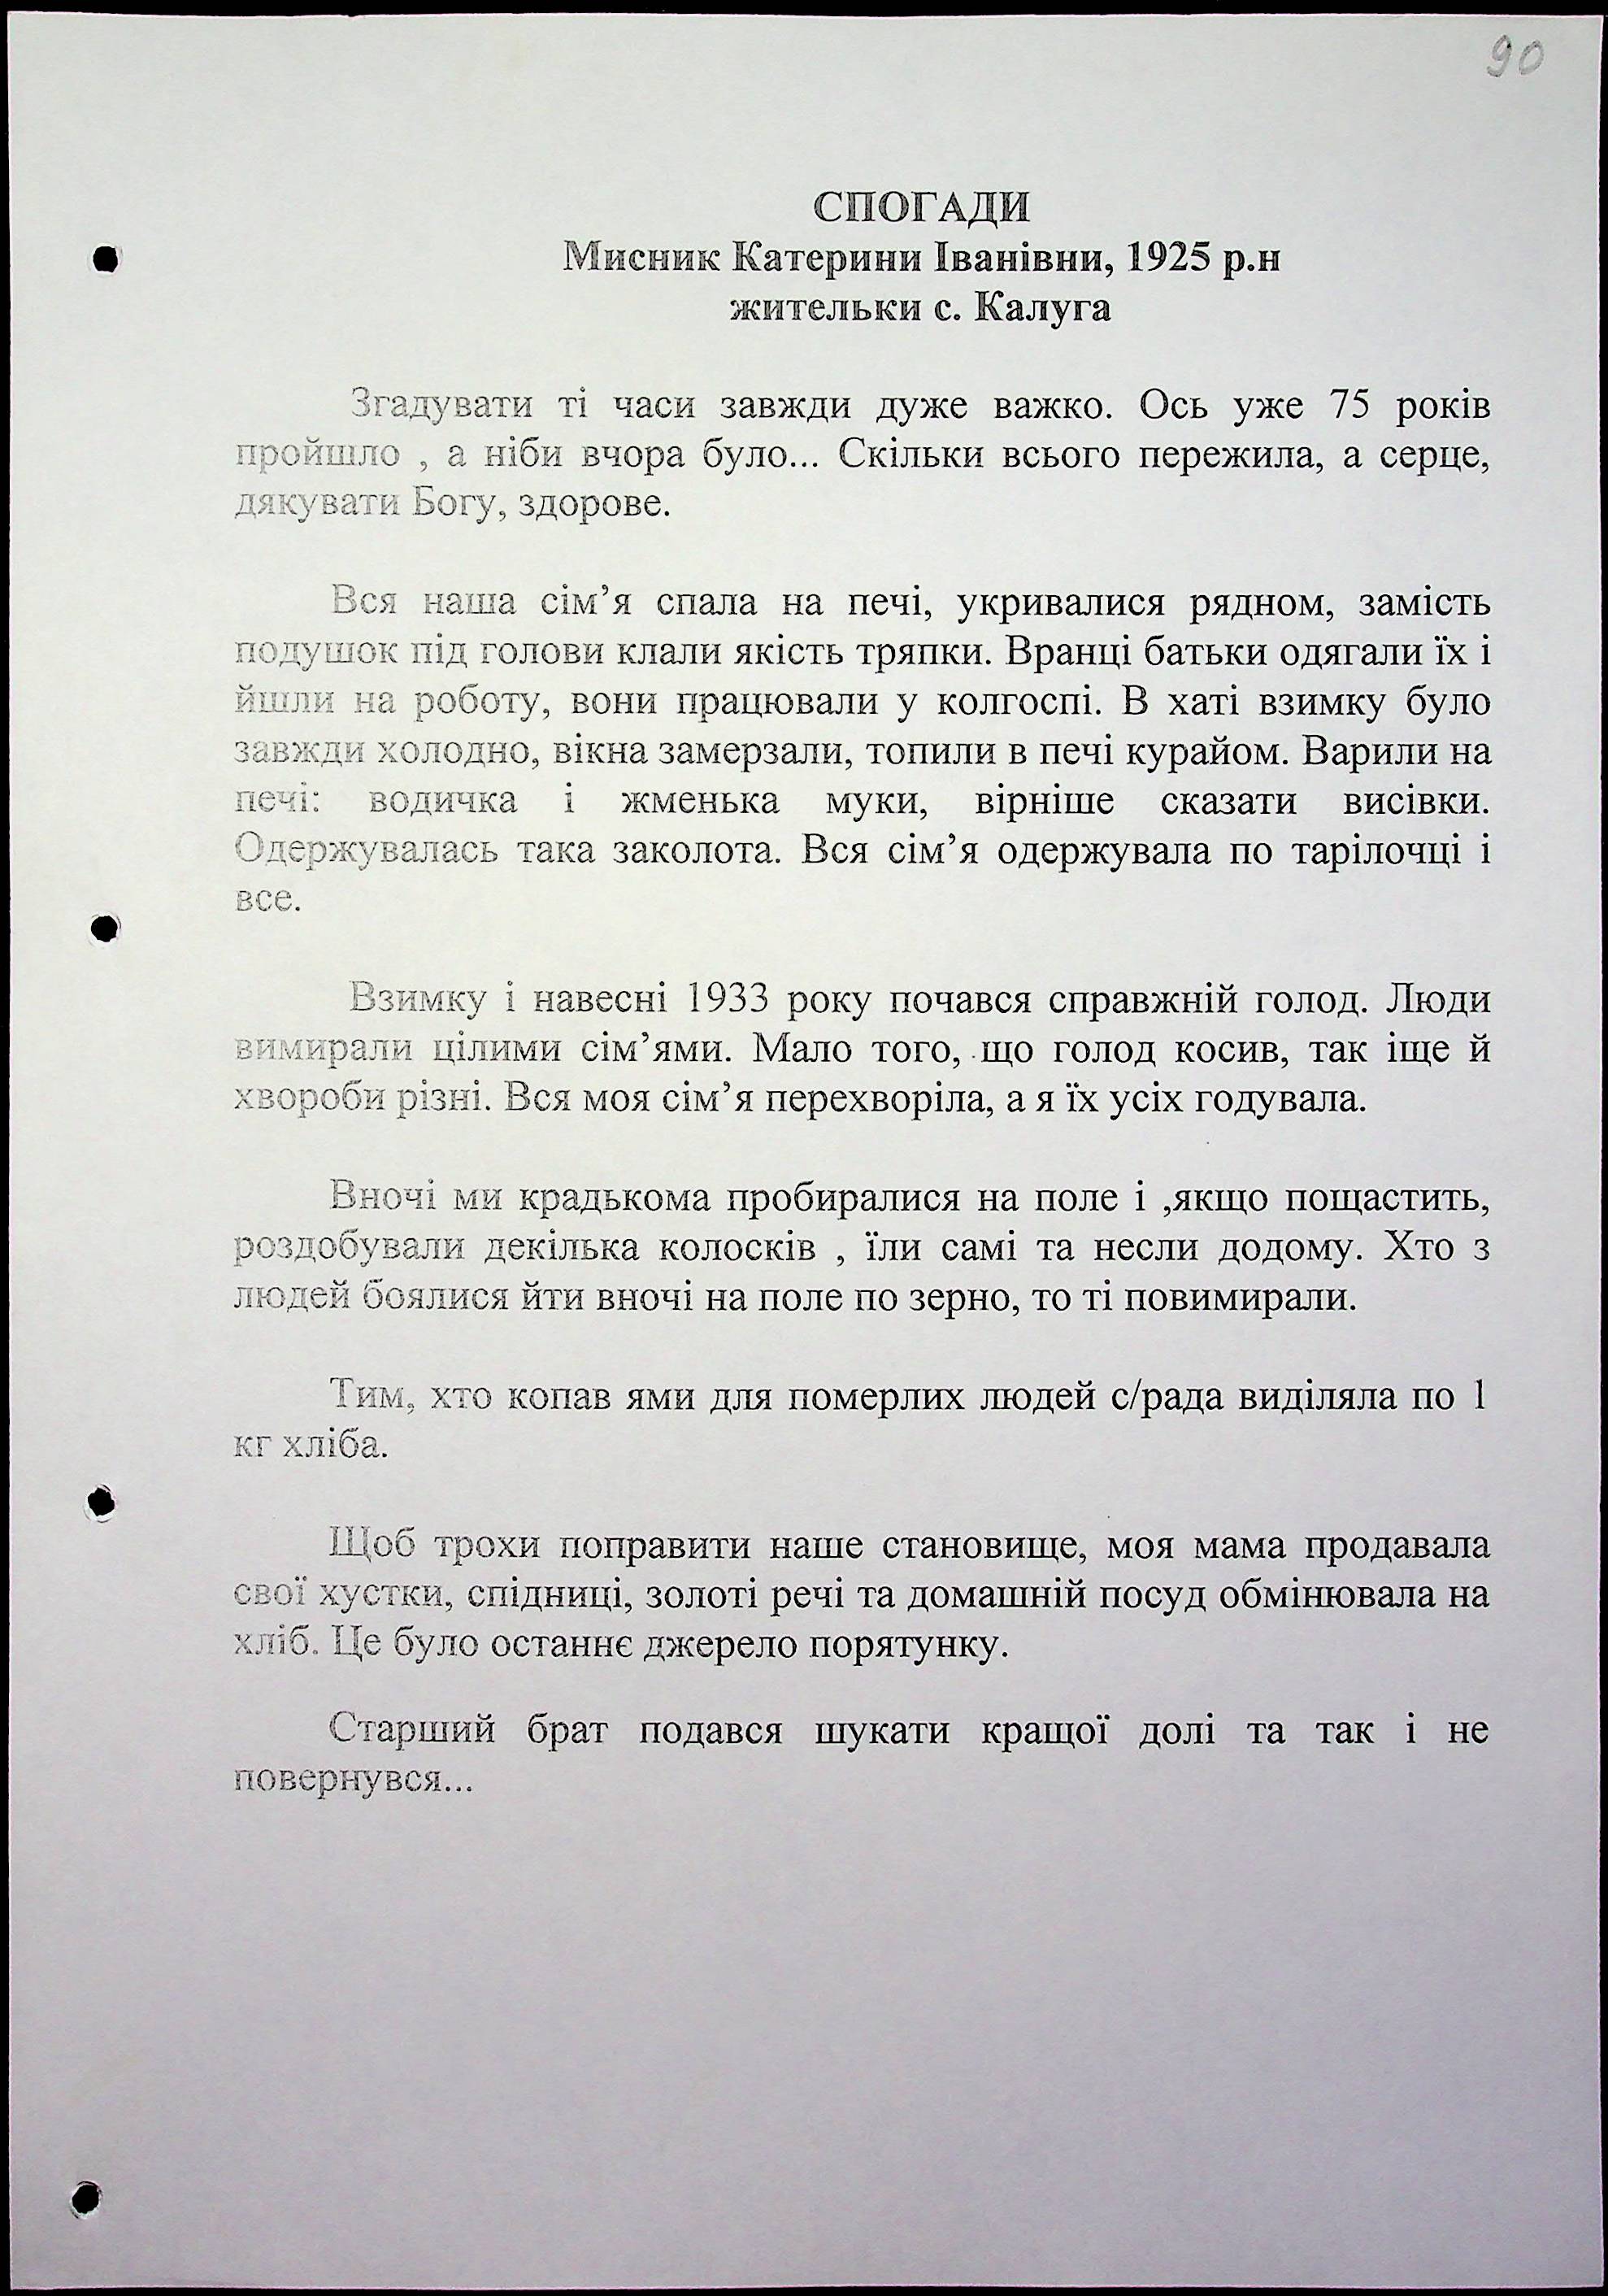 90
СПОГАДИ
Мисник Катерини Іванівни, 1925 р.н
жительки с. Калуга
Згадувати ті часи завжди дуже важко. Ось уже 75 років
пройшло , а ніби вчора було... Скільки всього пережила, а серце,
дякувати Богу, здорове.
Вся наша сім’я спала на печі, укривалися рядном, замість
подушок під голови клали якість тряпки. Вранці батьки одягали їх і
йшли на роботу, вони працювали у колгоспі. В хаті взимку було
завжди холодно, вікна замерзали, топили в печі курайом. Варили на
печі: водичка і жменька муки, вірніше сказати висівки.
Одержувалась така заколота. Вся сім’я одержувала по тарілочці і
все.
Взимку і навесні 1933 року почався справжній голод. Люди
вимирали цілими сім’ями. Мало того, що голод косив, так іще й
хвороби різні. Вся моя сім’я перехворіла, а я їх усіх годувала.
Вночі ми крадькома пробиралися на поле і ,якщо пощастить,
роздобували декілька колосків , їли самі та несли додому. Хто з
людей боялися йти вночі на поле по зерно, то ті повимирали.
Тим, хто копав ями для померлих людей с/рада виділяла по 1
кг хліба.
Щоб трохи поправити наше становище, моя мама продавала
свої хустки, спідниці, золоті речі та домашній посуд обмінювала на
хліб. Це було останнє джерело порятунку.
Старший брат подався шукати кращої долі та так і не
повернувся...